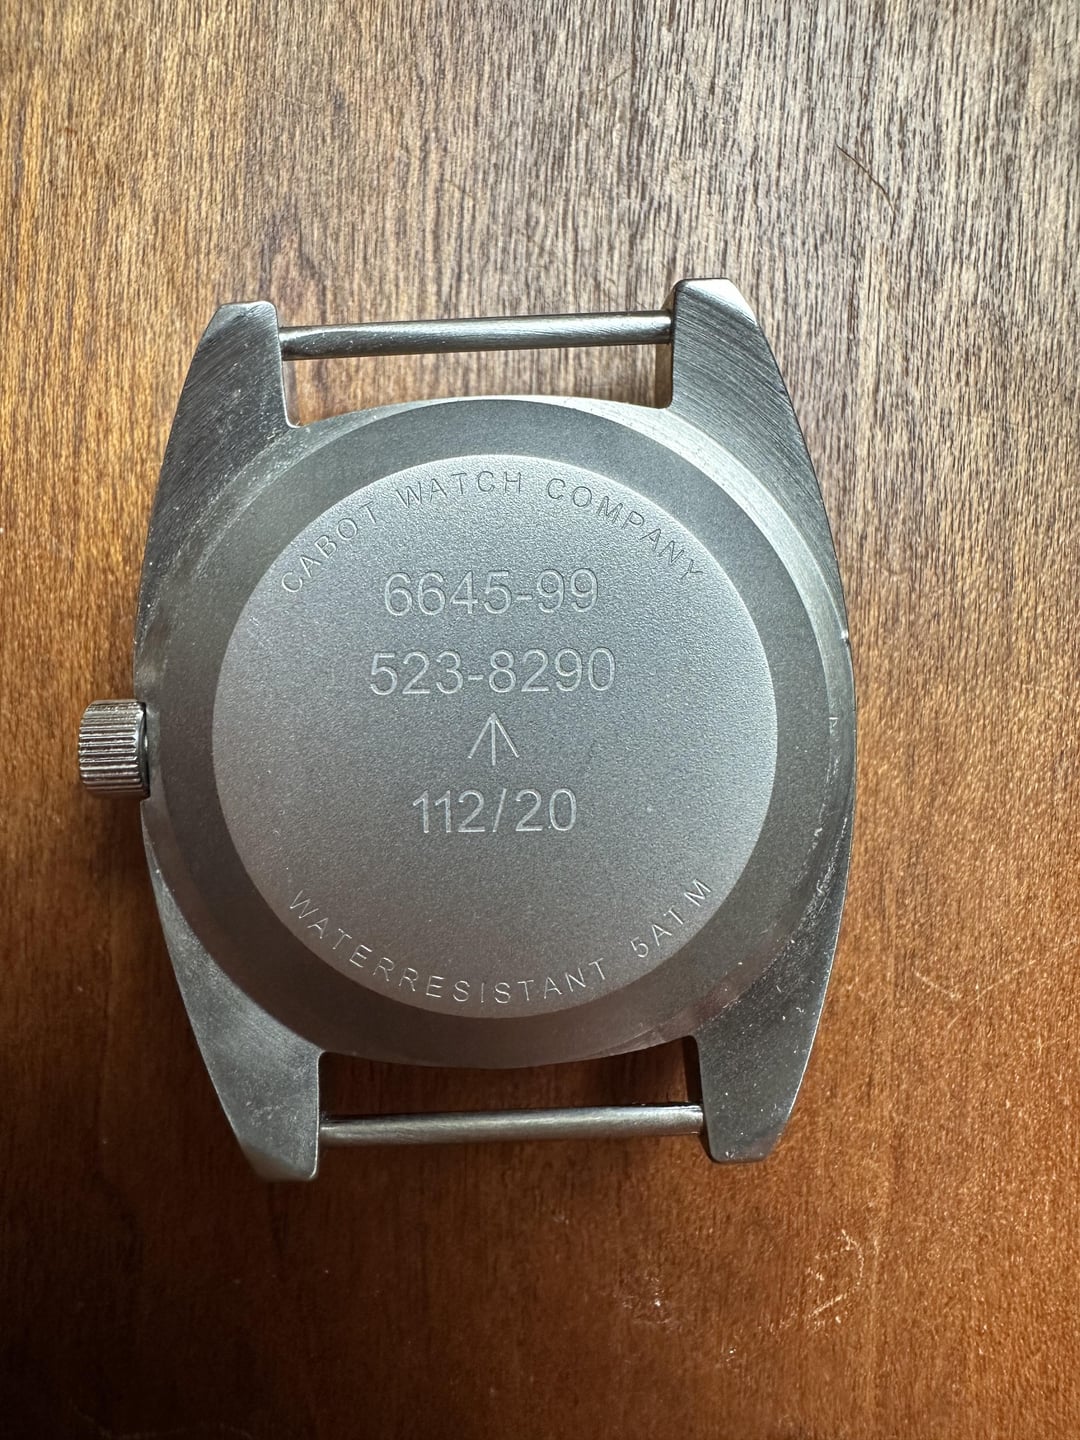 CABOT WATCH COMPANY
6645-99
523-8290
112/20
WATERRESISTANT 5ATM